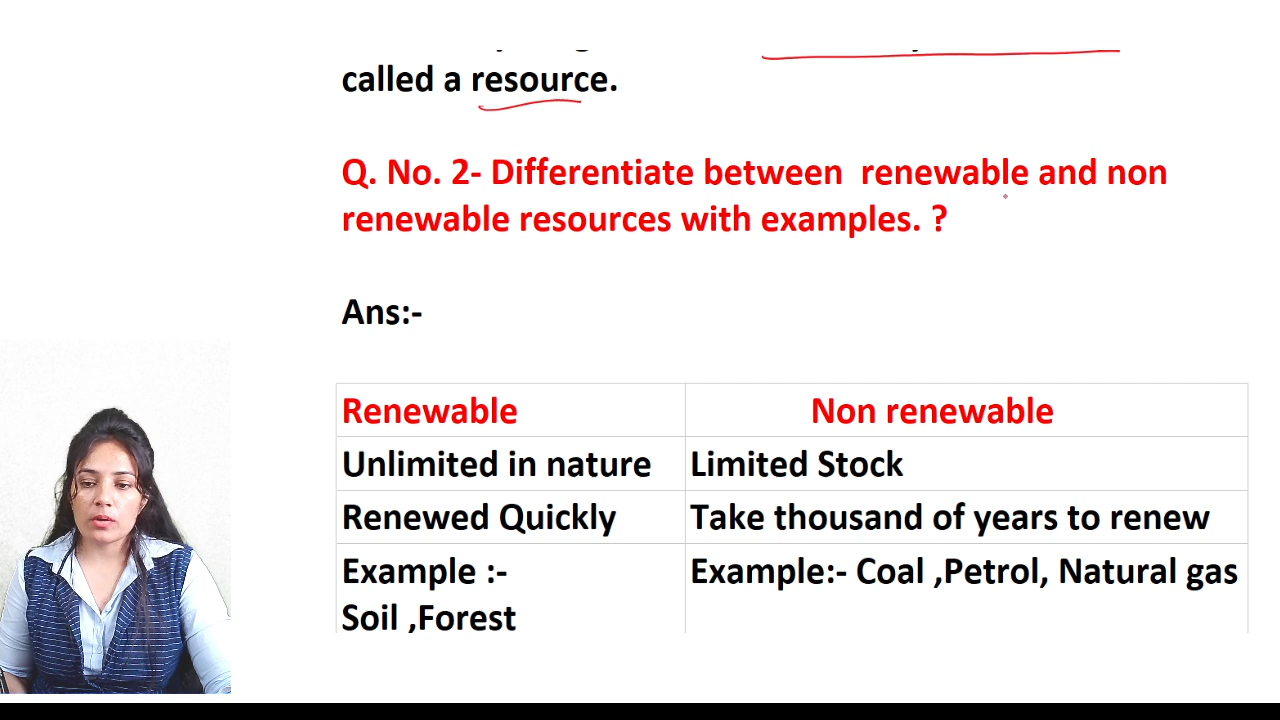 called a resource.
Q. No. 2- Differentiate between renewable and non
renewable resources with examples. ?
Ans:-
Renewable Non renewable
Unlimited in nature Limited Stock
Renewed Quickly Take thousand of years to renew
Example :- Example:- Coal ,Petrol, Natural gas
Soil ,Forest